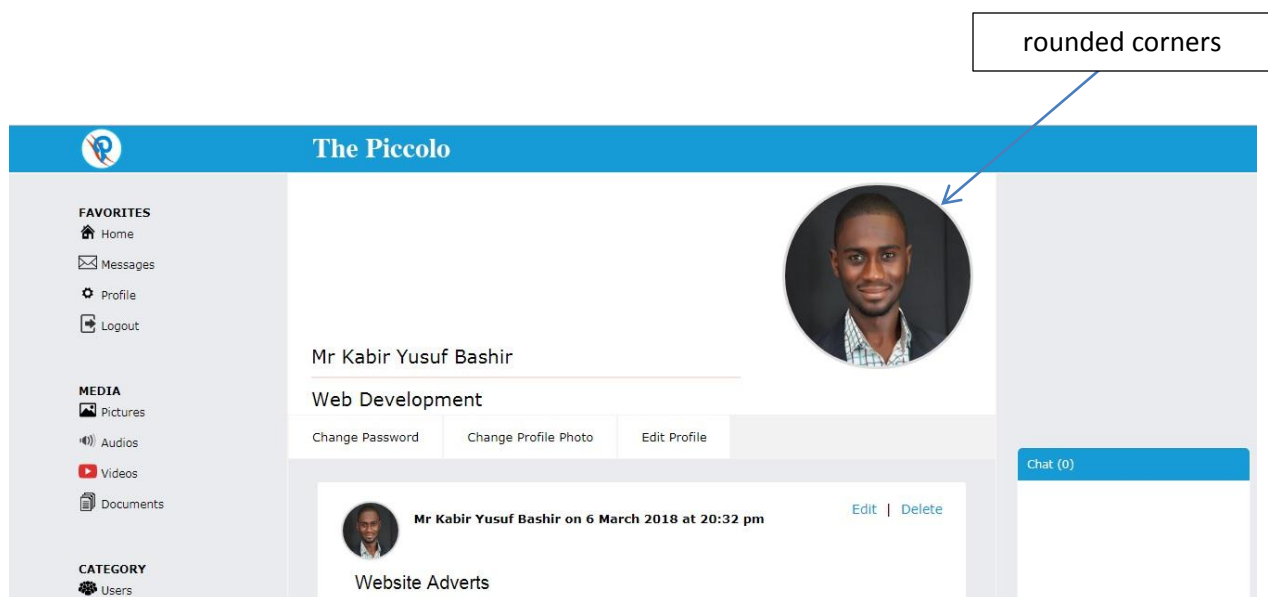 rounded corners
The Piccolo
FAVORITES
Home
Messages
Profile
Logout
MEDIA
Pictures
Audios
Videos
Documents
CATEGORY
Users
Mr Kabir Yusuf Bashir
Web Development
Change Password Change Profile Photo Edit Profile
Mr Kabir Yusuf Bashir on 6 March 2018 at 20:32 pm
Edit | Delete
Website Adverts
Chat (0)